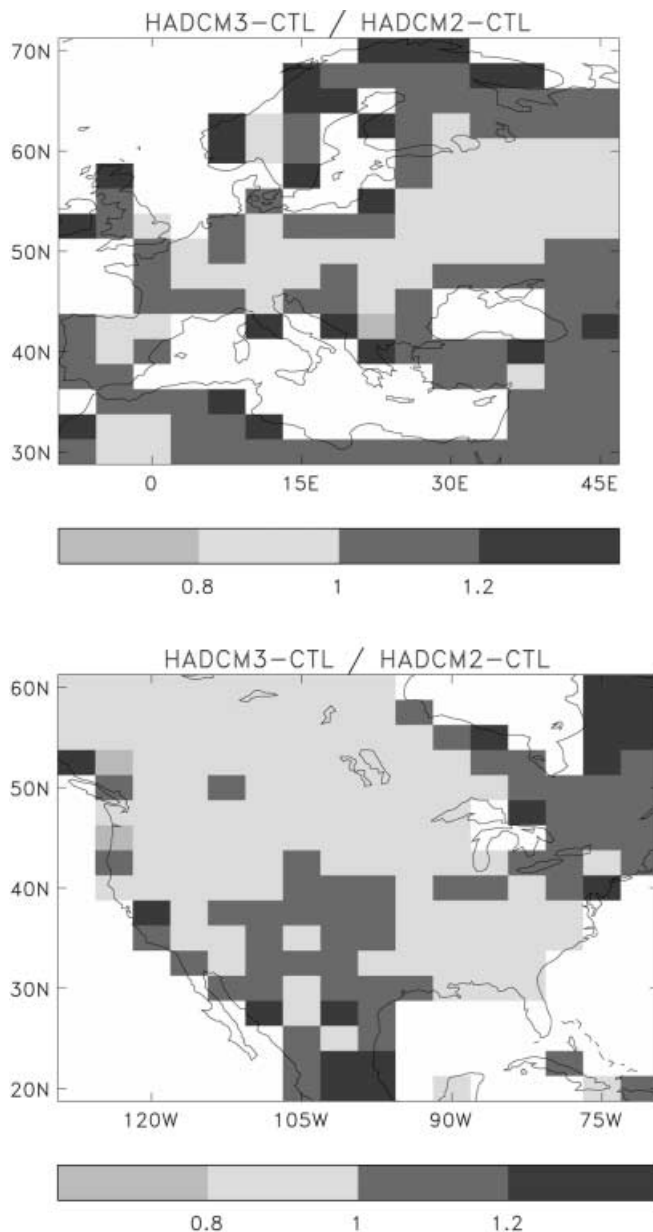 HADCM3-CTL / HADCM2-CTL
70N
60N
50N
40N
30N
0 15E 30E 45E
0.8 1 1.2
HADCM3-CTL / HADCM2-CTL
60N
50N
40N
30N
20N
120W 105W 90W 75W
0.8 1 1.2